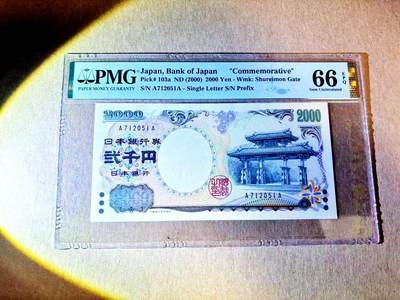 PMG
PAPER MONEY GUARANTY
Japan, Bank of Japan "Commemorative"
Pick# 103a ND (2000) 2000 Yen - Wmk: Shureimon Gate
S/N A712051A - Single Letter S/N Prefix
66 EPQ
Gem Uncirculated
2000
A712051A
日本銀行券
弐千円
日本銀行
A712051A